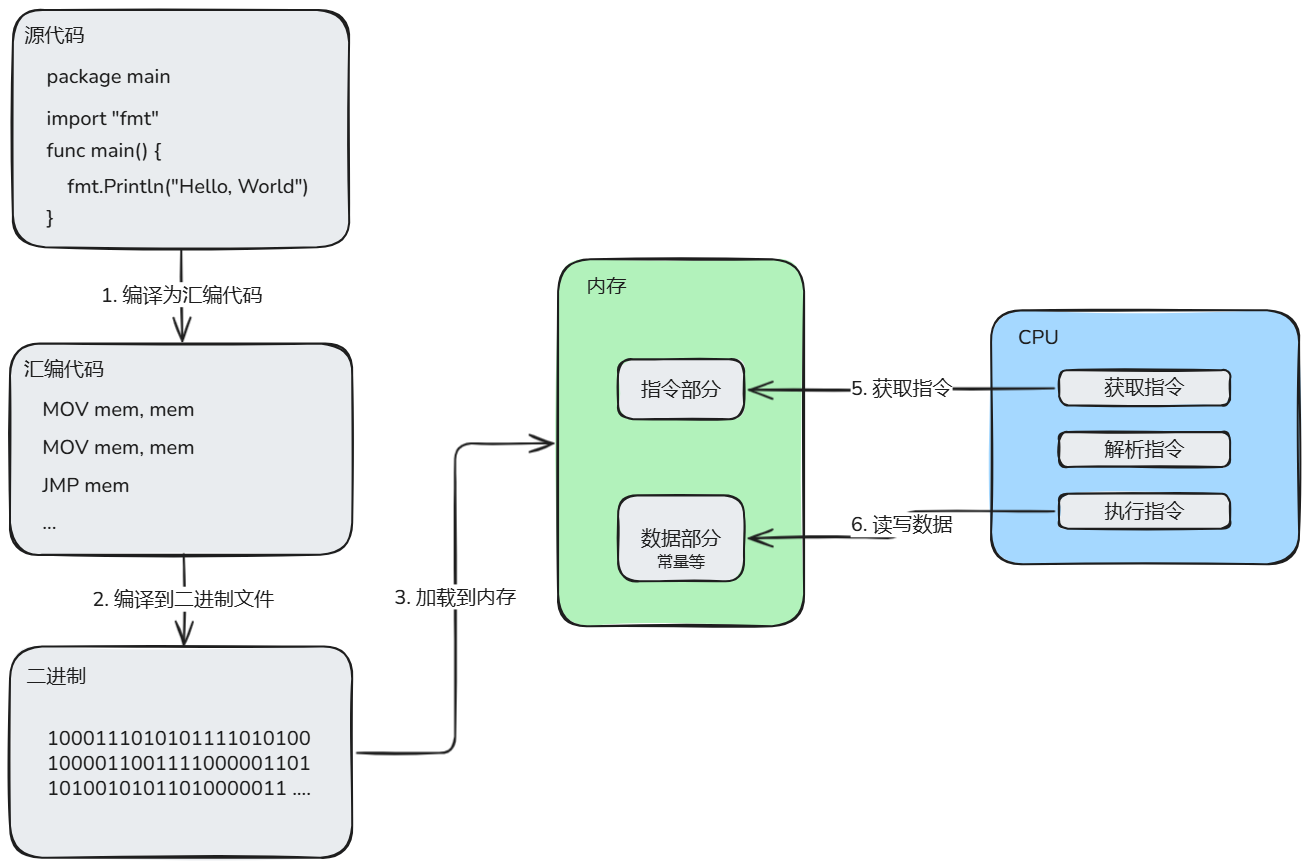 源代码
package main
import "fmt"
func main() {
fmt.Println("Hello, World")
}
1. 编译为汇编代码
汇编代码
MOV mem, mem
MOV mem, mem
JMP mem
...
2. 编译到二进制文件
二进制
1000111010101111010100
1000011001111000001101
10100101011010000011 ....
3. 加载到内存
内存
指令部分
数据部分
常量等
5. 获取指令
6. 读写数据
CPU
获取指令
解析指令
执行指令